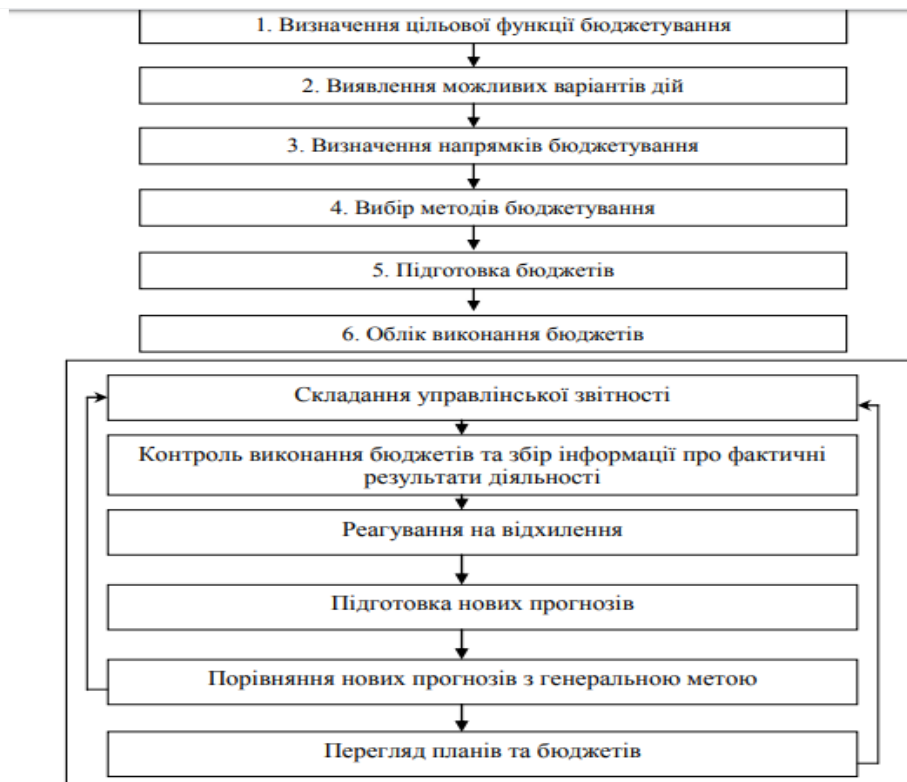 1. Визначення цільової функції бюджетування
2. Виявлення можливих варіантів дій
3. Визначення напрямків бюджетування
4. Вибір методів бюджетування
5. Підготовка бюджетів
6. Облік виконання бюджетів
Складання управлінської звітності
Контроль виконання бюджетів та збір інформації про фактичні
результати діяльності
Реагування на відхилення
Підготовка нових прогнозів
Порівняння нових прогнозів з генеральною метою
Перегляд планів та бюджетів